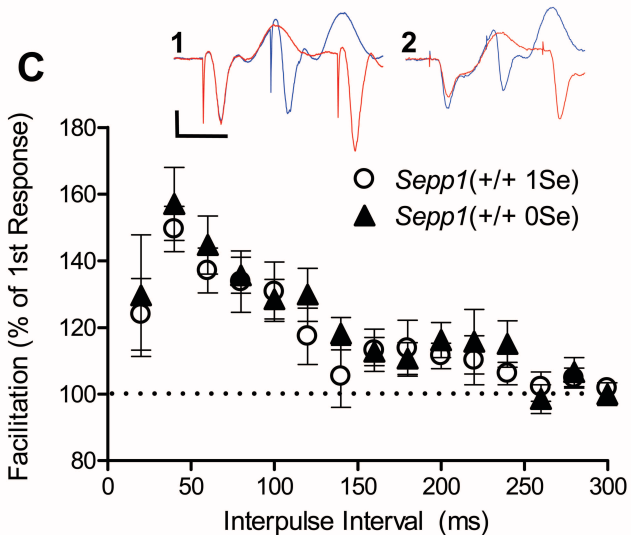 C
1
2
Sepp1(+/+ 1Se)
Sepp1(+/+ 0Se)
Facilitation (% of 1st Response)
180
160
140
120
100
80
0 50 100 150 200 250 300
Interpulse Interval (ms)